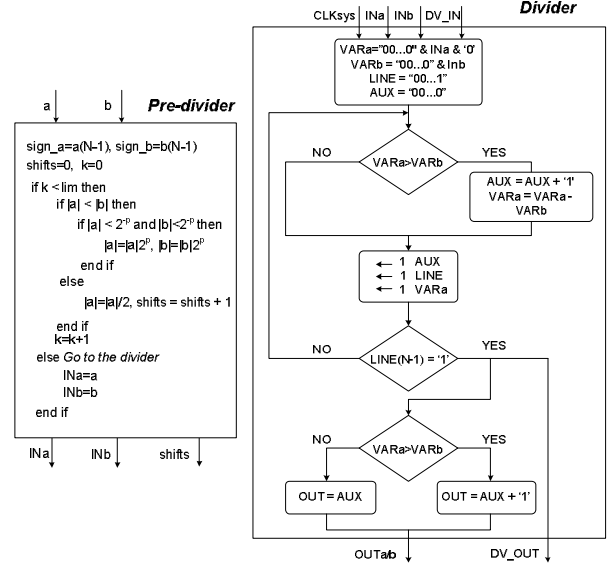 Divider
CLKsys INa INb DV_IN
VARa="00...0" & INa & '0'
VARb = "00...0" & Inb
LINE = "00...1"
AUX = "00...0"
a b Pre-divider
sign_a=a(N-1), sign_b=b(N-1)
shifts=0, k=0
if k < lim then
if |a| < |b| then
if |a| < 2^-p and |b|<2^-p then
|a|=|a|2^p, |b|=|b|2^p
end if
else
|a|=|a|/2, shifts = shifts + 1
end if
k=k+1
else Go to the divider
INa=a
INb=b
end if
INa INb shifts
NO VARa>VARb YES
AUX = AUX + '1'
VARa = VARa -
VARb
← 1 AUX
← 1 LINE
← 1 VARa
NO LINE(N-1) = '1' YES
NO VARa>VARb YES
OUT = AUX OUT = AUX + '1'
OUTa/b DV_OUT